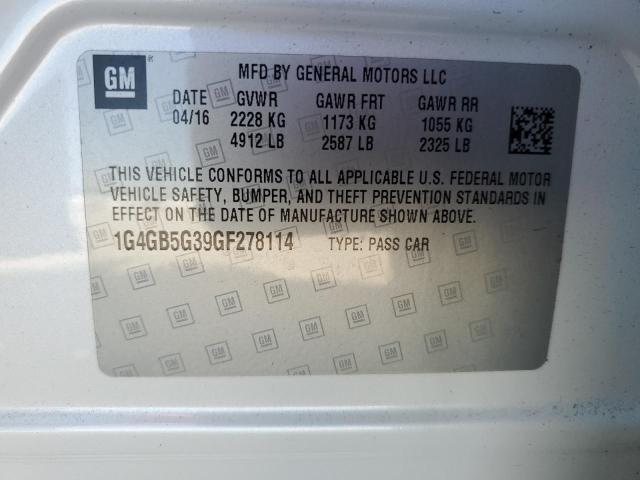 GM ® MFD BY GENERAL MOTORS LLC
DATE GVWR GAWR FRT GAWR RR
04/16 2228 KG 1173 KG 1055 KG
4912 LB 2587 LB 2325 LB
THIS VEHICLE CONFORMS TO ALL APPLICABLE U.S. FEDERAL MOTOR
VEHICLE SAFETY, BUMPER, AND THEFT PREVENTION STANDARDS IN
EFFECT ON THE DATE OF MANUFACTURE SHOWN ABOVE.
1G4GB5G39GF278114 TYPE: PASS CAR